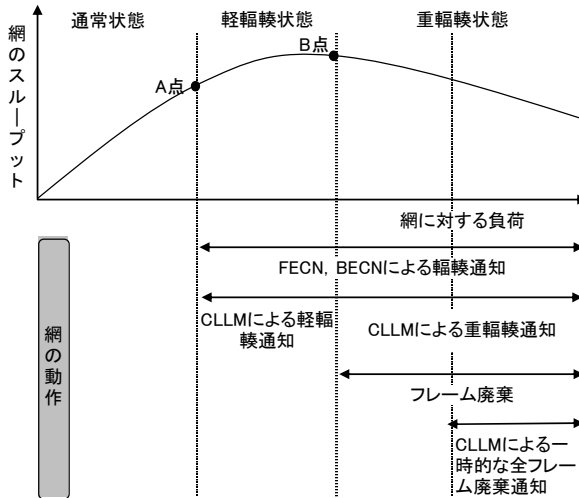 通常状態
軽輻輳状態
重輻輳状態
網のスループット
A点
B点
網に対する負荷
FECN, BECNによる輻輳通知
CLLMによる軽輻
輳通知
CLLMによる重輻輳通知
網の動作
フレーム廃棄
CLLMによる一
時的な全フレー
ム廃棄通知